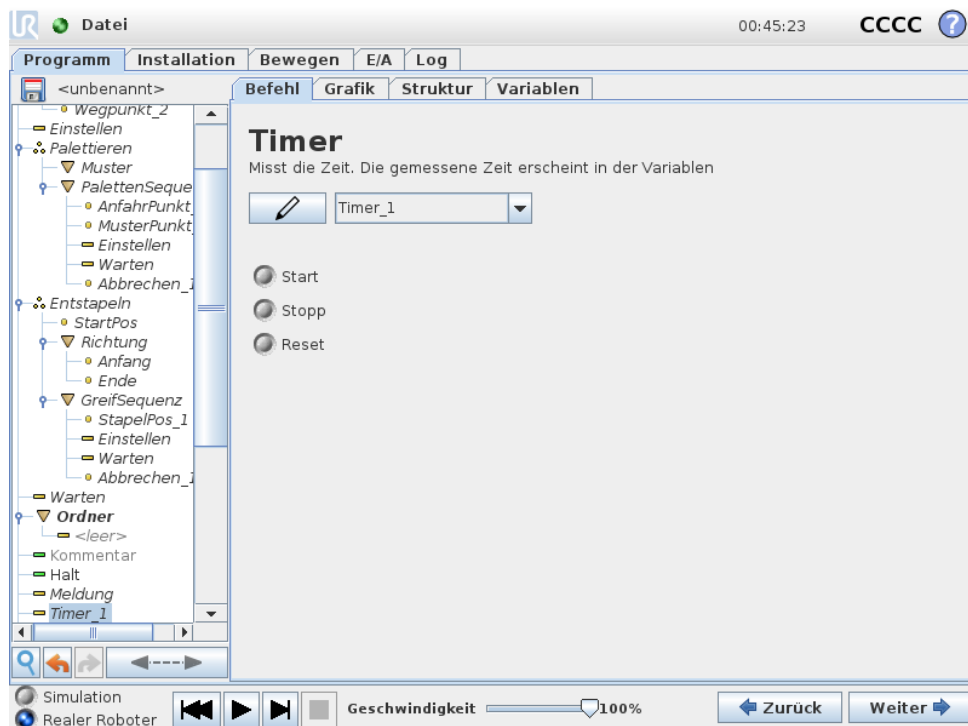 UR Datei 00:45:23 CCCC ?
Programm Installation Bewegen E/A Log
<unbenannt> Befehl Grafik Struktur Variablen
Wegpunkt_2
Einstellen
Palettieren
Muster
PalettenSeque
AnfahrPunkt_
MusterPunkt_
Einstellen
Warten
Abbrechen_1
Entstapeln
StartPos
Richtung
Anfang
Ende
GreifSequenz
StapelPos_1
Einstellen
Warten
Abbrechen_1
Warten
Ordner
<leer>
Kommentar
Halt
Meldung
Timer_1
Timer
Misst die Zeit. Die gemessene Zeit erscheint in der Variablen
Timer_1
Start
Stopp
Reset
Simulation
Realer Roboter
Geschwindigkeit 100% Zurück Weiter